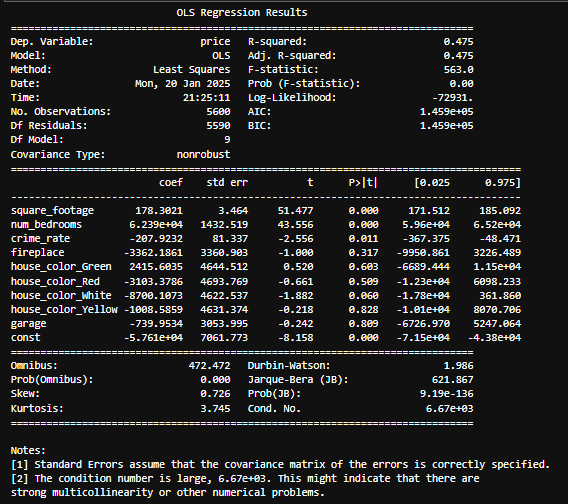 OLS Regression Results
==============================================================================
Dep. Variable:                  price   R-squared:                       0.475
Model:                            OLS   Adj. R-squared:                  0.475
Method:                 Least Squares   F-statistic:                     563.0
Date:                Mon, 20 Jan 2025   Prob (F-statistic):               0.00
Time:                        21:25:11   Log-Likelihood:                -72931.
No. Observations:                5600   AIC:                         1.459e+05
Df Residuals:                    5590   BIC:                         1.459e+05
Df Model:                           9
Covariance Type:            nonrobust
======================================================================================
                         coef    std err          t      P>|t|      [0.025      0.975]
--------------------------------------------------------------------------------------
square_footage       178.3021      3.464     51.477      0.000     171.512     185.092
num_bedrooms        6.239e+04   1432.519     43.556      0.000    5.96e+04    6.52e+04
crime_rate          -207.9232     81.337     -2.556      0.011    -367.375     -48.471
fireplace          -3362.1861   3360.903     -1.000      0.317   -9950.861    3226.489
house_color_Green   2415.6035   4644.512      0.520      0.603   -6689.444    1.15e+04
house_color_Red    -3103.3786   4693.769     -0.661      0.509   -1.23e+04    6098.233
house_color_White  -8700.1073   4622.537     -1.882      0.060   -1.78e+04     361.860
house_color_Yellow -1008.5859   4631.374     -0.218      0.828   -1.01e+04    8070.706
garage              -739.9534   3053.995     -0.242      0.809   -6726.970    5247.064
const              -5.761e+04   7061.773     -8.158      0.000   -7.15e+04   -4.38e+04
==============================================================================
Omnibus:                      472.472   Durbin-Watson:                   1.986
Prob(Omnibus):                  0.000   Jarque-Bera (JB):              621.867
Skew:                           0.726   Prob(JB):                    9.19e-136
Kurtosis:                       3.745   Cond. No.                     6.67e+03
==============================================================================
Notes:
[1] Standard Errors assume that the covariance matrix of the errors is correctly specified.
[2] The condition number is large, 6.67e+03. This might indicate that there are
strong multicollinearity or other numerical problems.